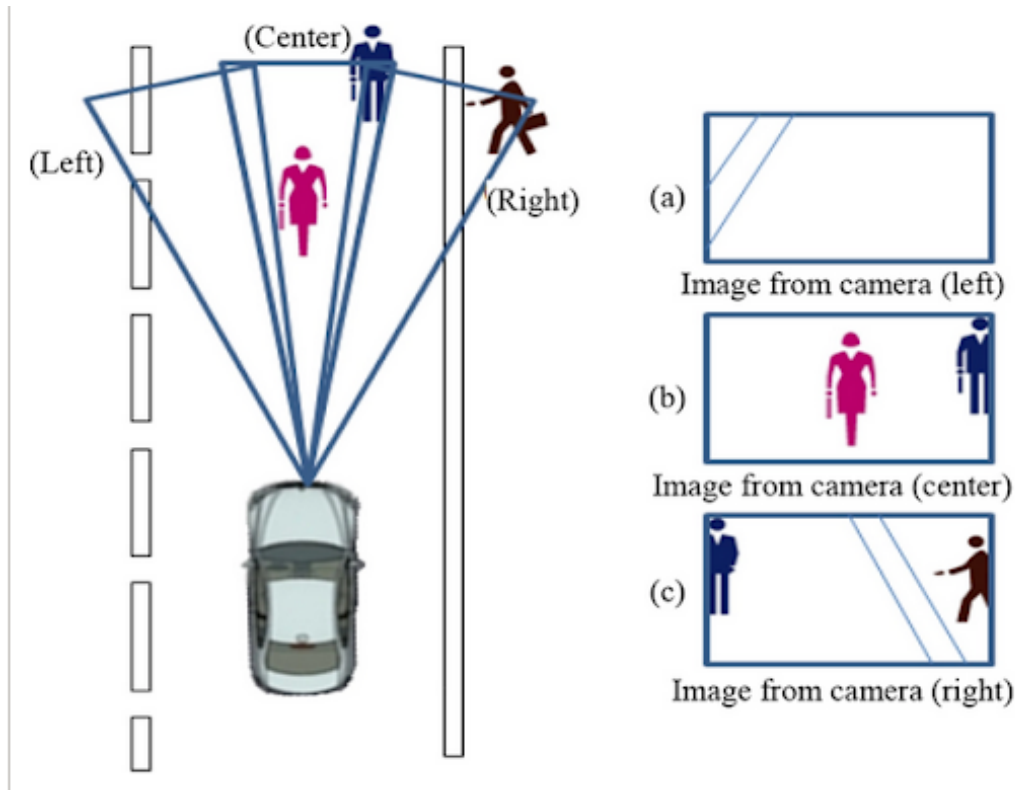 (Center)
(Left)
(Right)
(a)
Image from camera (left)
(b)
Image from camera (center)
(c)
Image from camera (right)